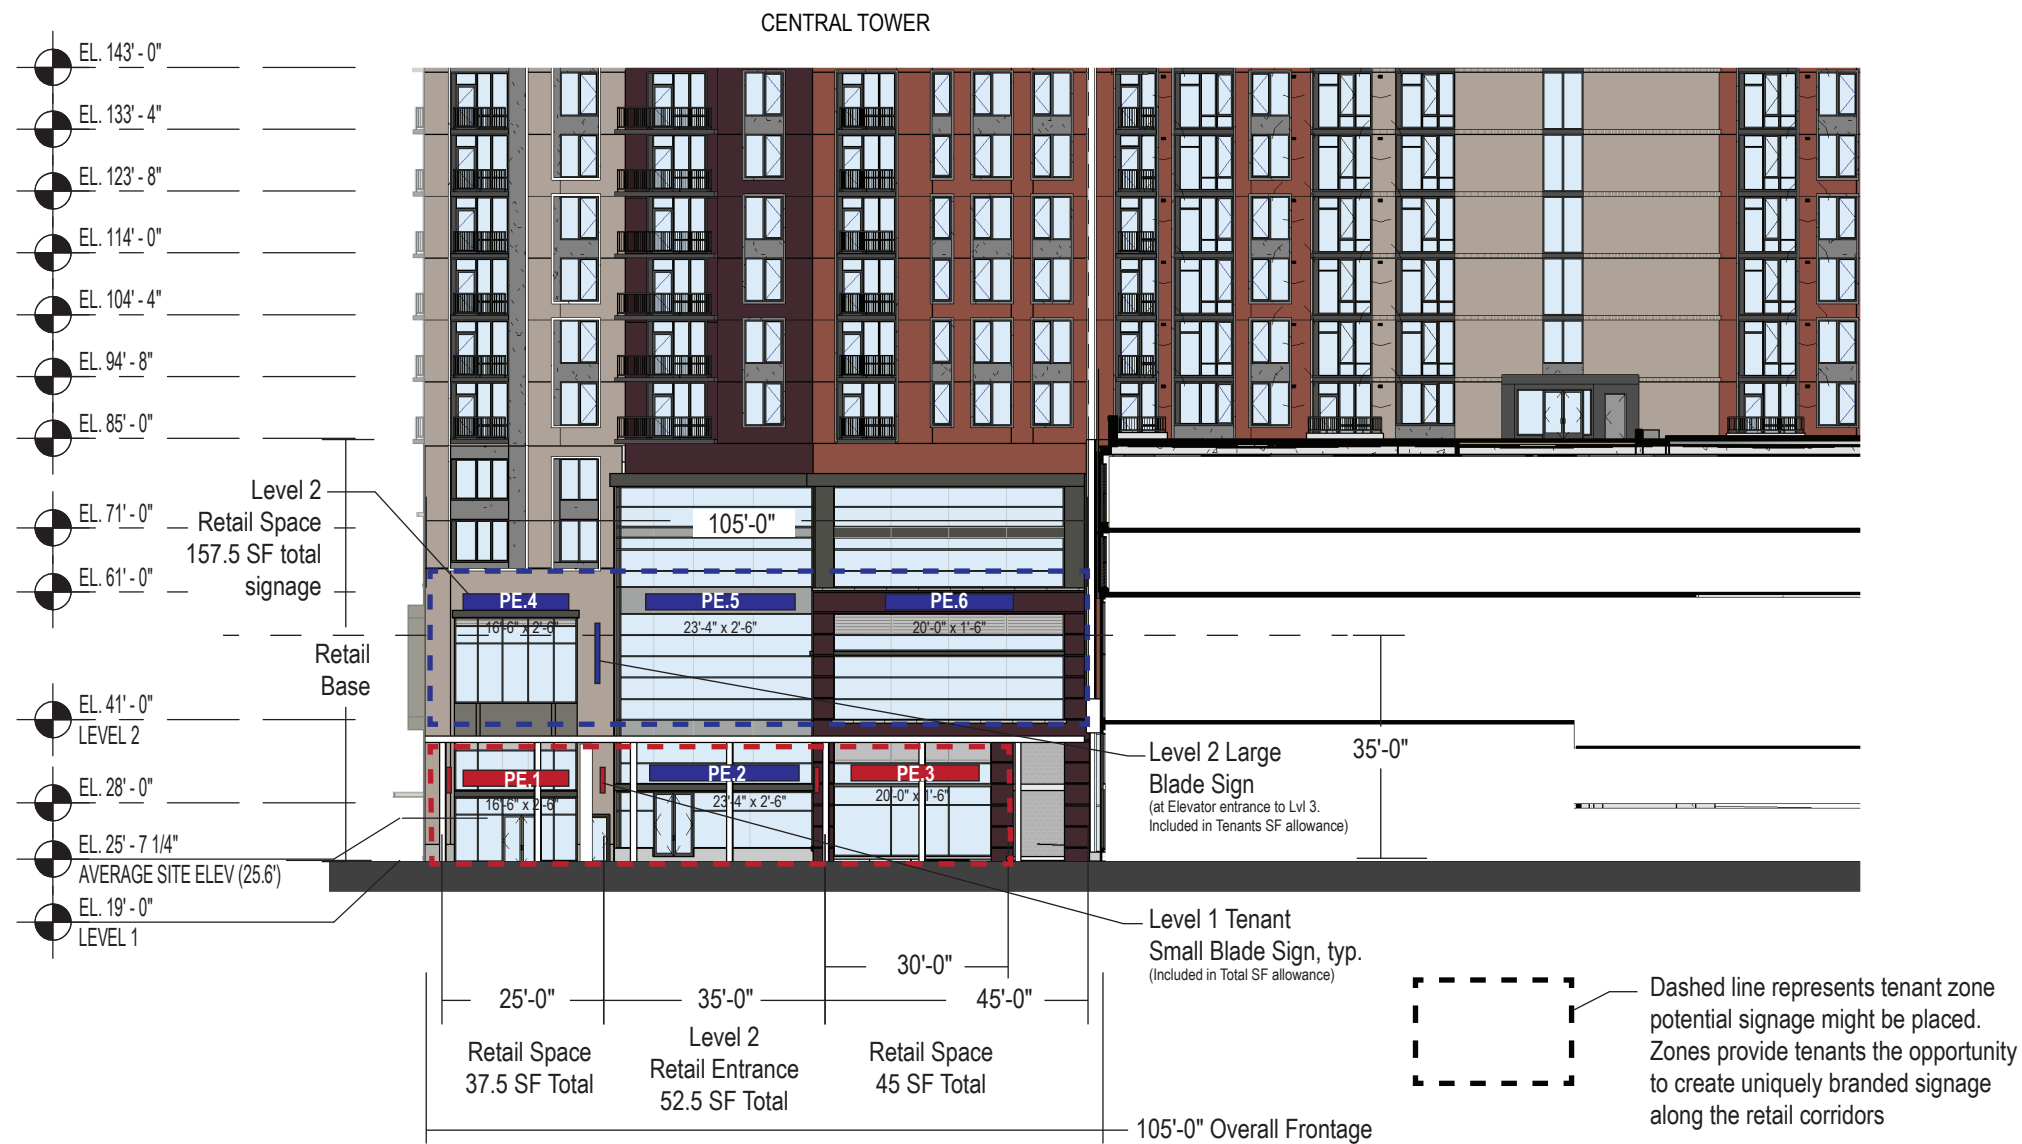 CENTRAL TOWER
EL. 143' - 0"
EL. 133' - 4"
EL. 123' - 8"
EL. 114' - 0"
EL. 104' - 4"
EL. 94' - 8"
EL. 85' - 0"
EL. 71' - 0"
EL. 61' - 0"
EL. 41' - 0"
LEVEL 2
EL. 28' - 0"
EL. 25' - 7 1/4"
AVERAGE SITE ELEV (25.6')
EL. 19' - 0"
LEVEL 1
Level 2
Retail Space
157.5 SF total
signage
Retail
Base
105'-0"
PE.4
16'-6" x 2'-6"
PE.5
23'-4" x 2'-6"
PE.6
20'-0" x 1'-6"
PE.1
16'-6" x 2'-6"
PE.2
23'-4" x 2'-6"
PE.3
20'-0" x 1'-6"
Level 2 Large
Blade Sign
(at Elevator entrance to Lvl 3.
Included in Tenants SF allowance)
35'-0"
Level 1 Tenant
Small Blade Sign, typ.
(Included in Total SF allowance)
30'-0"
25'-0"
35'-0"
45'-0"
Retail Space
37.5 SF Total
Level 2
Retail Entrance
52.5 SF Total
Retail Space
45 SF Total
105'-0" Overall Frontage
Dashed line represents tenant zone
potential signage might be placed.
Zones provide tenants the opportunity
to create uniquely branded signage
along the retail corridors